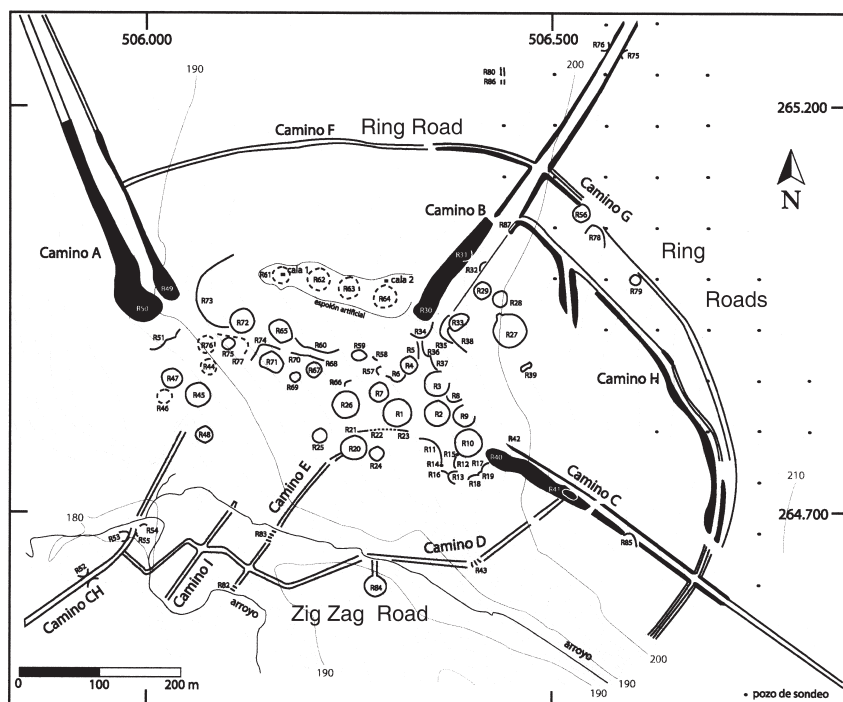 506.000
506.500
190
200
R76
R75
R80
R86
265.200
Camino F
Ring Road
N
Camino G
Camino B
R56
R87
R78
Ring
Camino A
R31
R32
R61
cala 1
R62
R63
cala 2
R64
R79
R49
R50
R73
R29
R28
Roads
espolón artificial
R30
R72
R65
R33
R27
R34
R51
R76
R75
R74
R77
R60
R59
R58
R5
R35
R36
R38
R71
R70
R68
R4
R37
R44
R67
R57
R6
R39
Camino H
R47
R69
R66
R7
R3
R45
R26
R8
R46
R1
R2
R9
R48
R25
R21
R22
R23
R10
R42
R20
R24
R11
R15
R40
R14
R12
R17
R16
R13
R19
R18
Camino E
R41
Camino C
210
264.700
180
R54
R53
R55
R83
Camino D
R85
R52
R43
R82
R84
Camino I
Camino CH
arroyo
Zig Zag Road
arroyo
200
190
190
190
0
100
200 m
pozo de sondeo